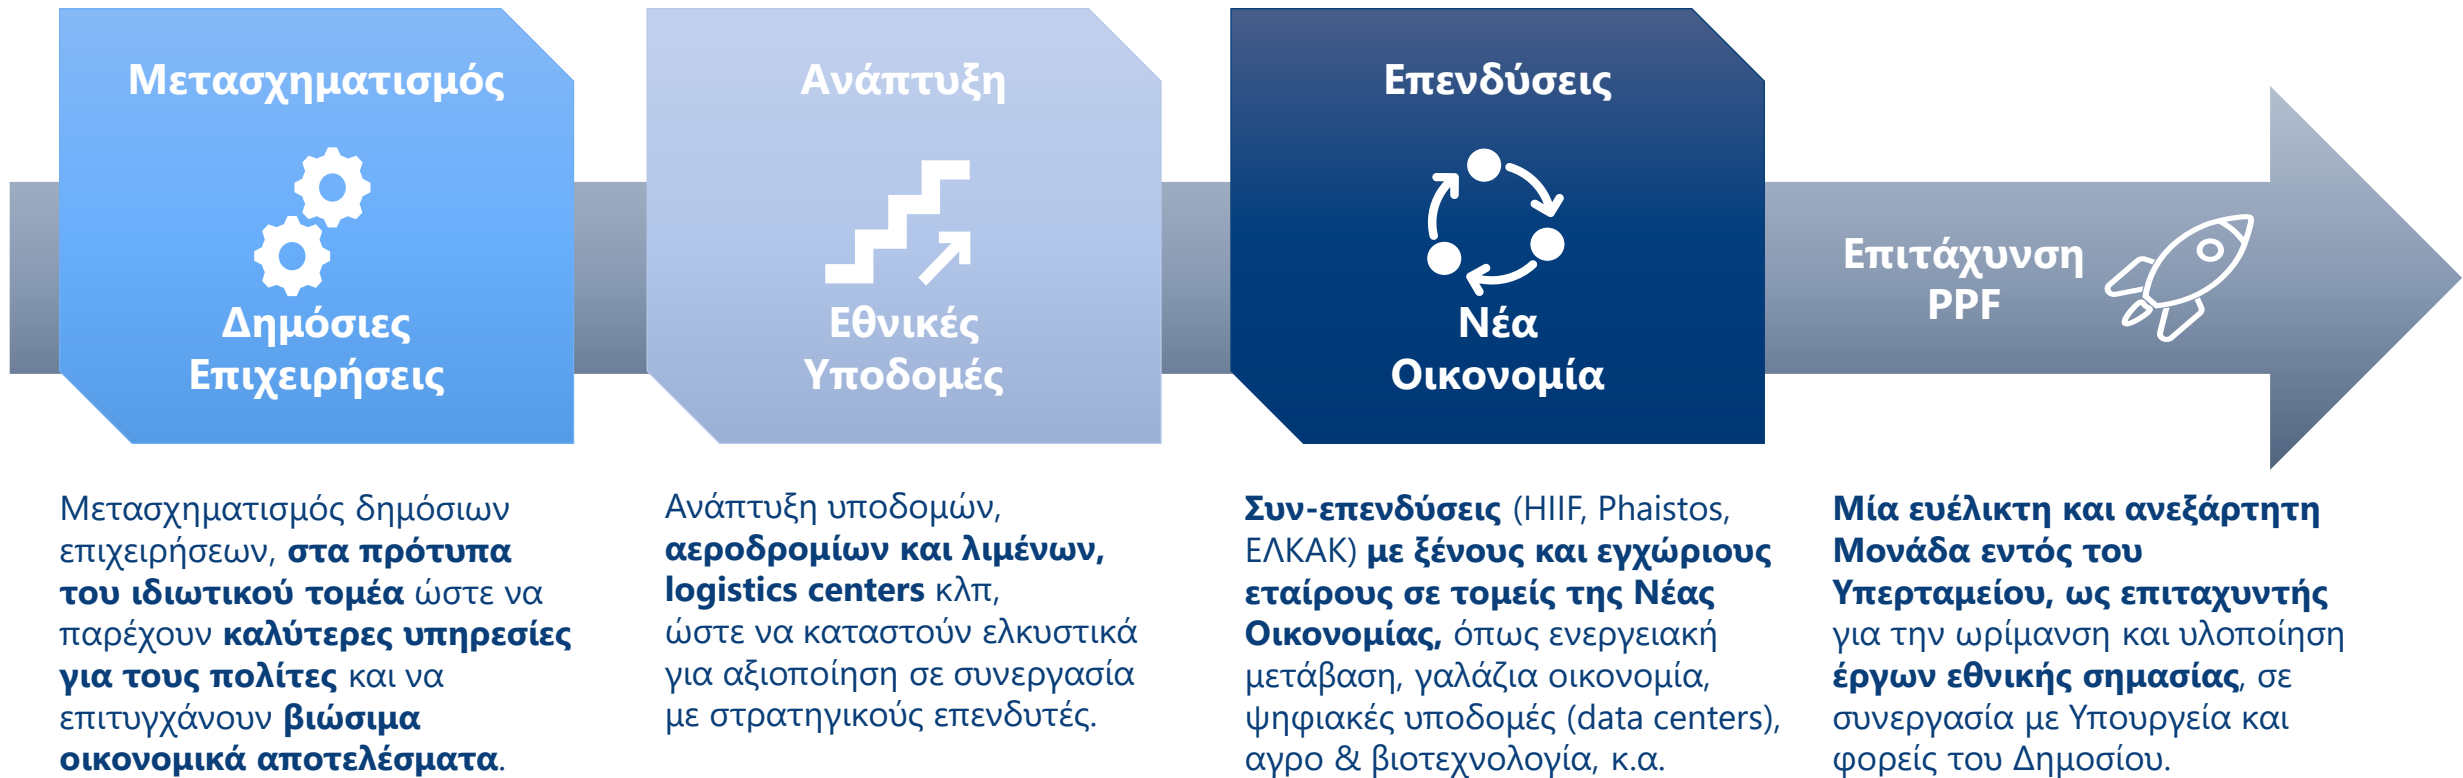 Μετασχηματισμός
Δημόσιες
Επιχειρήσεις
Ανάπτυξη
Εθνικές
Υποδομές
Επενδύσεις
Νέα
Οικονομία
Επιτάχυνση
PPF
Μετασχηματισμός δημόσιων
επιχειρήσεων, στα πρότυπα
του ιδιωτικού τομέα ώστε να
παρέχουν καλύτερες υπηρεσίες
για τους πολίτες και να
επιτυγχάνουν βιώσιμα
οικονομικά αποτελέσματα.
Ανάπτυξη υποδομών,
αεροδρομίων και λιμένων,
logistics centers κλπ,
ώστε να καταστούν ελκυστικά
για αξιοποίηση σε συνεργασία
με στρατηγικούς επενδυτές.
Συν-επενδύσεις (HIIF, Phaistos,
ΕΛΚΑΚ) με ξένους και εγχώριους
εταίρους σε τομείς της Νέας
Οικονομίας, όπως ενεργειακή
μετάβαση, γαλάζια οικονομία,
ψηφιακές υποδομές (data centers),
αγρο & βιοτεχνολογία, κ.α.
Μία ευέλικτη και ανεξάρτητη
Μονάδα εντός του
Υπερταμείου, ως επιταχυντής
για την ωρίμανση και υλοποίηση
έργων εθνικής σημασίας, σε
συνεργασία με Υπουργεία και
φορείς του Δημοσίου.